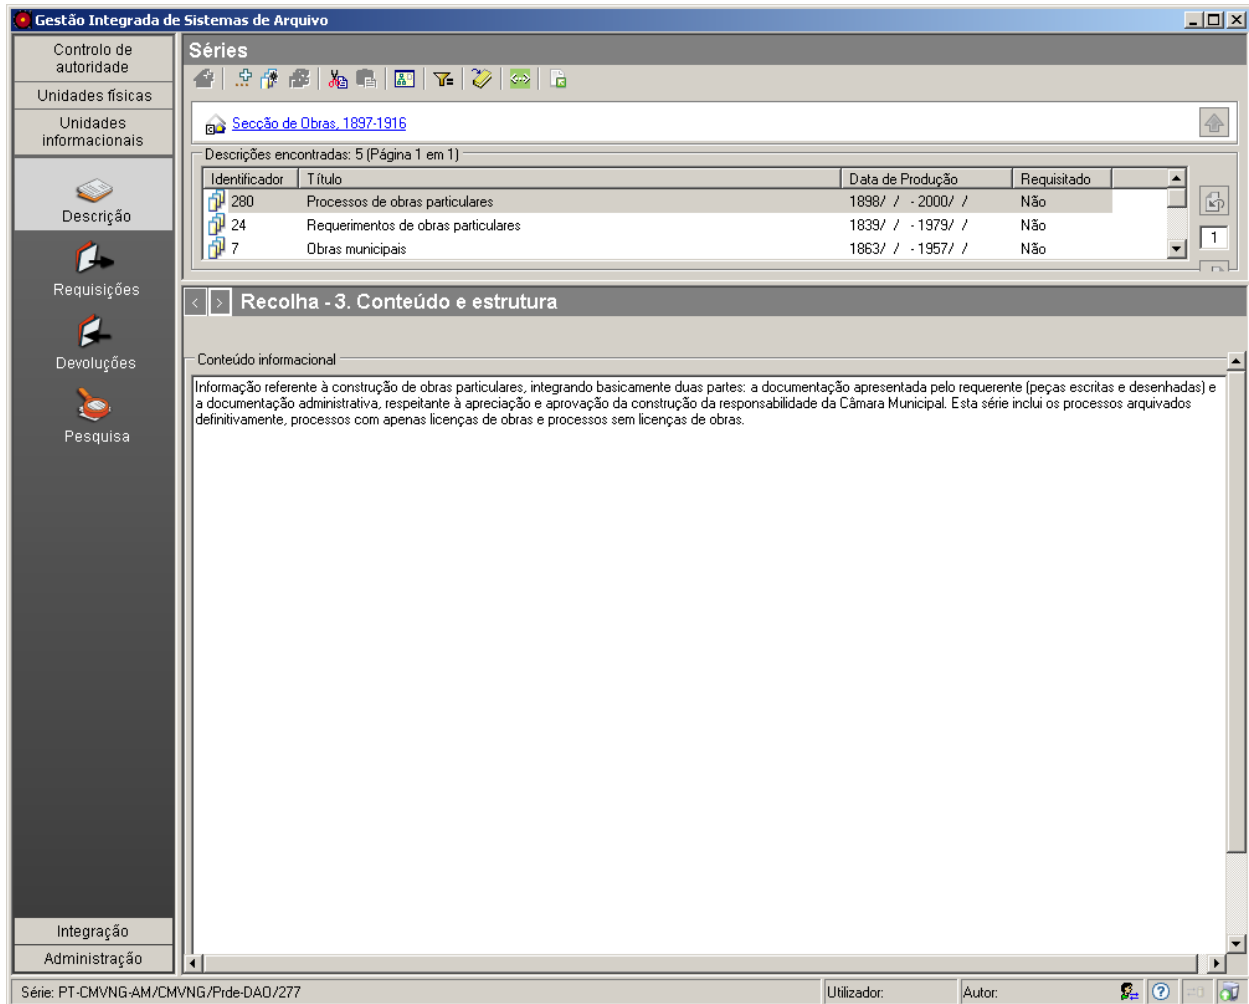 Gestão Integrada de Sistemas de Arquivo
Controlo de
autoridade
Unidades físicas
Unidades
informacionais
Descrição
Requisições
Devoluções
Pesquisa
Integração
Administração
Séries
Secção de Obras, 1897-1916
Descrições encontradas: 5 (Página 1 em 1)
Identificador Título Data de Produção Requisitado
280 Processos de obras particulares 1898/ / - 2000/ / Não
24 Requerimentos de obras particulares 1839/ / - 1979/ / Não
7 Obras municipais 1863/ / - 1957/ / Não
1
< > Recolha - 3. Conteúdo e estrutura
Conteúdo informacional
Informação referente à construção de obras particulares, integrando basicamente duas partes: a documentação apresentada pelo requerente (peças escritas e desenhadas) e
a documentação administrativa, respeitante à apreciação e aprovação da construção da responsabilidade da Câmara Municipal. Esta série inclui os processos arquivados
definitivamente, processos com apenas licenças de obras e processos sem licenças de obras.
Série: PT-CMVNG-AM/CMVNG/Prde-DAO/277 Utilizador: Autor: